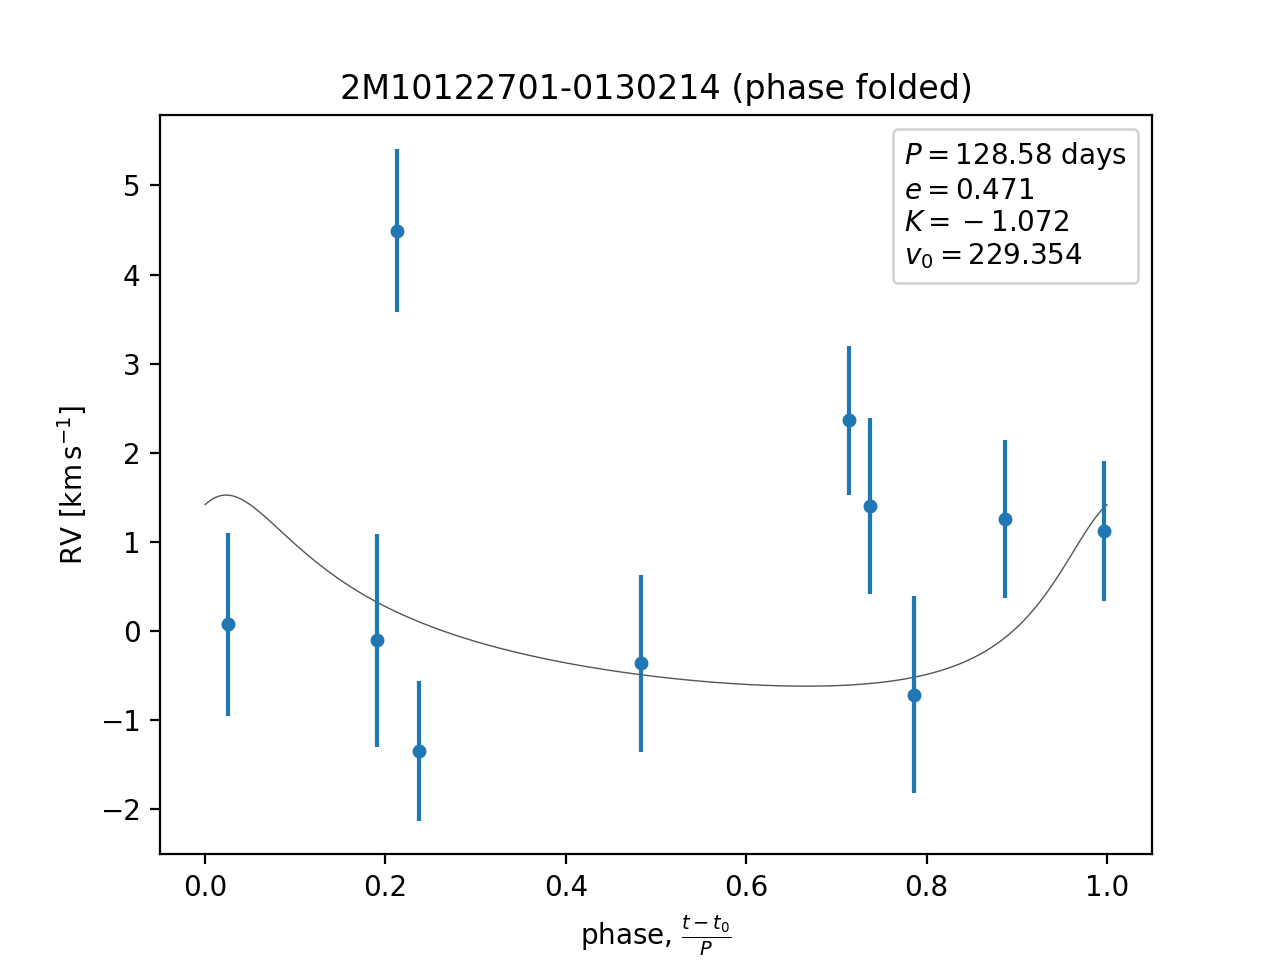 2M10122701-0130214 (phase folded)
P = 128.58 days
e = 0.471
K = −1.072
v₀ = 229.354
RV [km s⁻¹]
5
4
3
2
1
0
−1
−2
0.0 0.2 0.4 0.6 0.8 1.0
phase, (t − t₀)/P